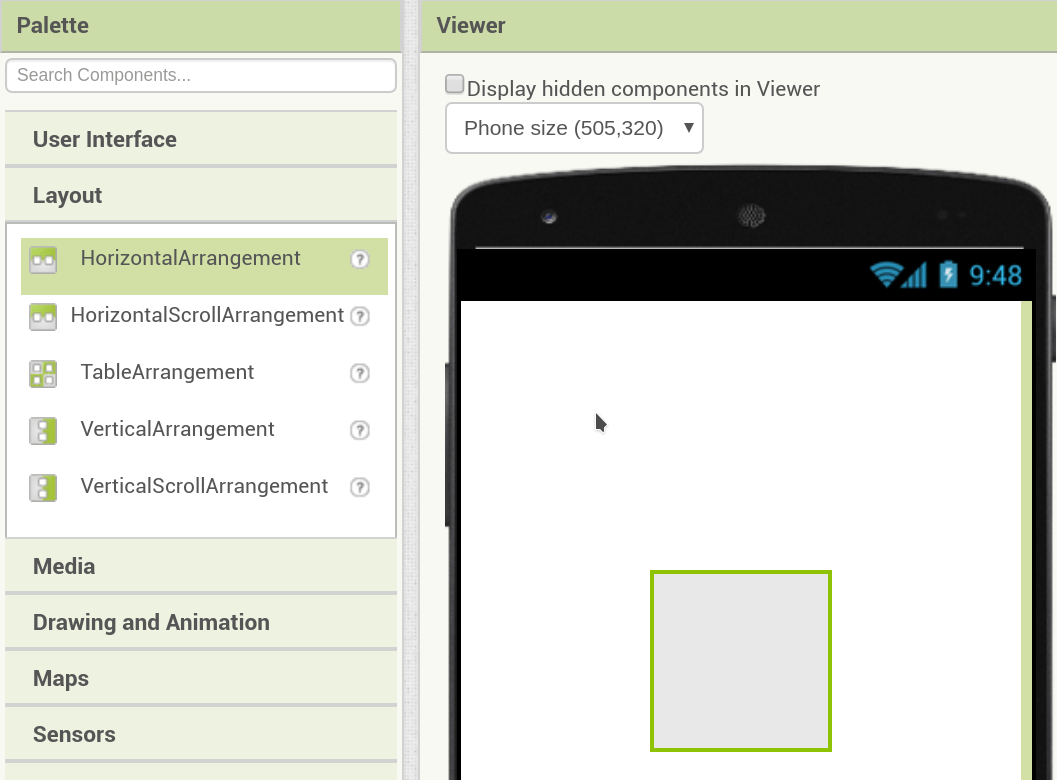 Palette
Search Components...
User Interface
Layout
HorizontalArrangement ?
HorizontalScrollArrangement ?
TableArrangement ?
VerticalArrangement ?
VerticalScrollArrangement ?
Media
Drawing and Animation
Maps
Sensors
Viewer
Display hidden components in Viewer
Phone size (505,320)
9:48